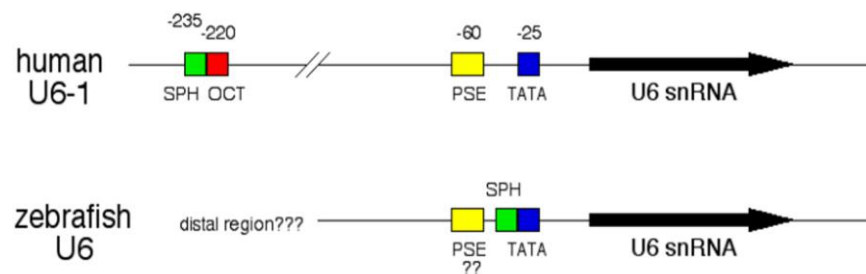 -235
-220 -60 -25
human
U6-1
SPH OCT PSE TATA U6 snRNA
SPH
zebrafish
U6
distal region???
PSE TATA U6 snRNA
??